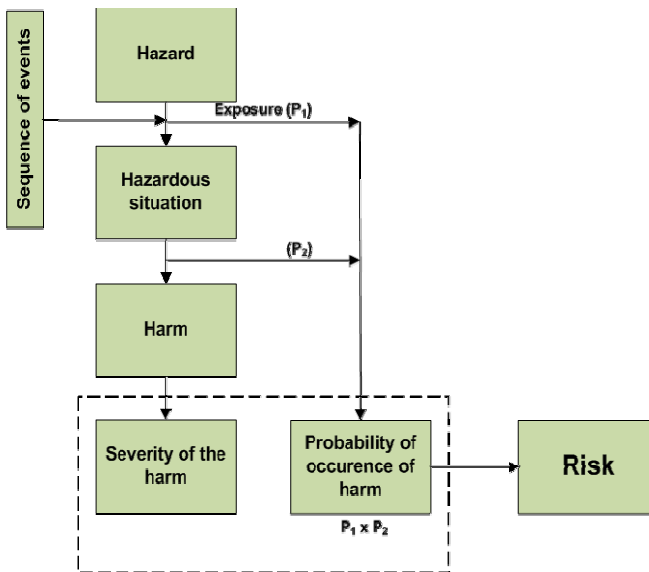 Sequence of events
Hazard
Exposure (P₁)
Hazardous
situation
(P₂)
Harm
Severity of the
harm
Probability of
occurence of
harm
P₁ x P₂
Risk